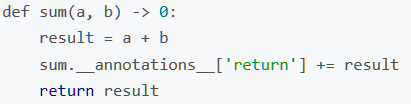 def sum(a, b) -> 0:
    result = a + b
    sum.__annotations__['return'] += result
    return result